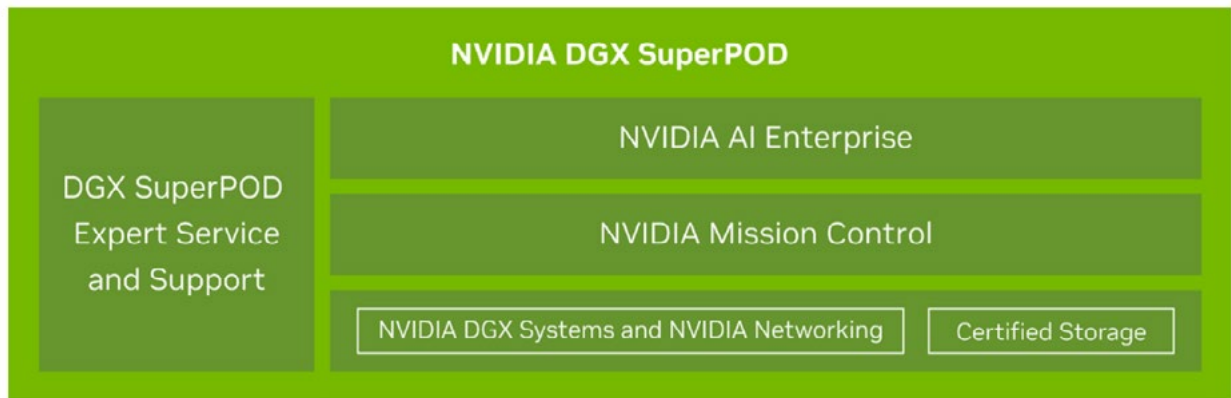 NVIDIA DGX SuperPOD
DGX SuperPOD
Expert Service
and Support
NVIDIA AI Enterprise
NVIDIA Mission Control
NVIDIA DGX Systems and NVIDIA Networking
Certified Storage